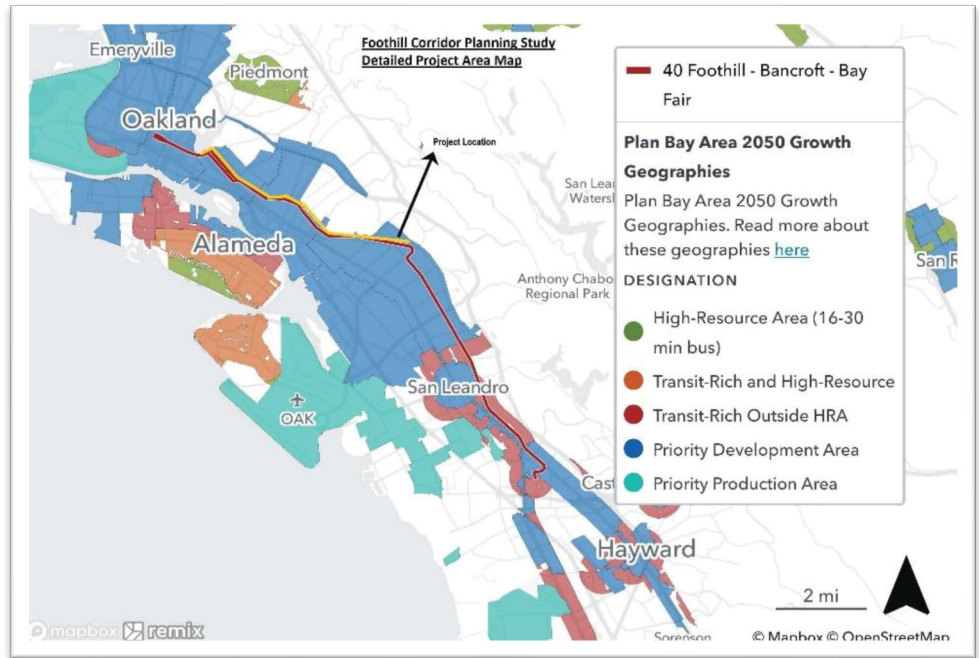 Foothill Corridor Planning Study
Detailed Project Area Map
Emeryville
Piedmont
Oakland
Project Location
San Lea
Watersh
Alameda
Anthony Chabo
Regional Park
San Leandro
OAK
Cast
Hayward
San R
Sorenson
40 Foothill - Bancroft - Bay
Fair
Plan Bay Area 2050 Growth
Geographies
Plan Bay Area 2050 Growth
Geographies. Read more about
these geographies here
DESIGNATION
High-Resource Area (16-30
min bus)
Transit-Rich and High-Resource
Transit-Rich Outside HRA
Priority Development Area
Priority Production Area
2 mi
mapbox remix
© Mapbox © OpenStreetMap